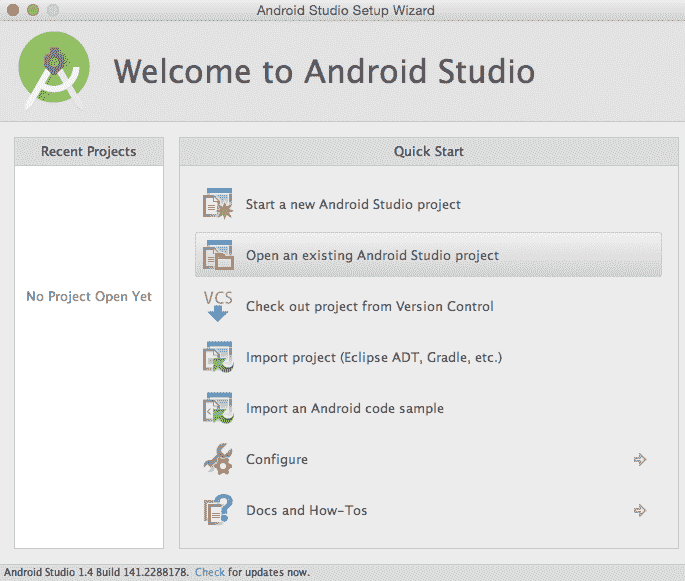 Android Studio Setup Wizard
Welcome to Android Studio
Recent Projects
No Project Open Yet
Quick Start
Start a new Android Studio project
Open an existing Android Studio project
VCS
Check out project from Version Control
Import project (Eclipse ADT, Gradle, etc.)
Import an Android code sample
Configure
Docs and How-Tos
Android Studio 1.4 Build 141.2288178. Check for updates now.